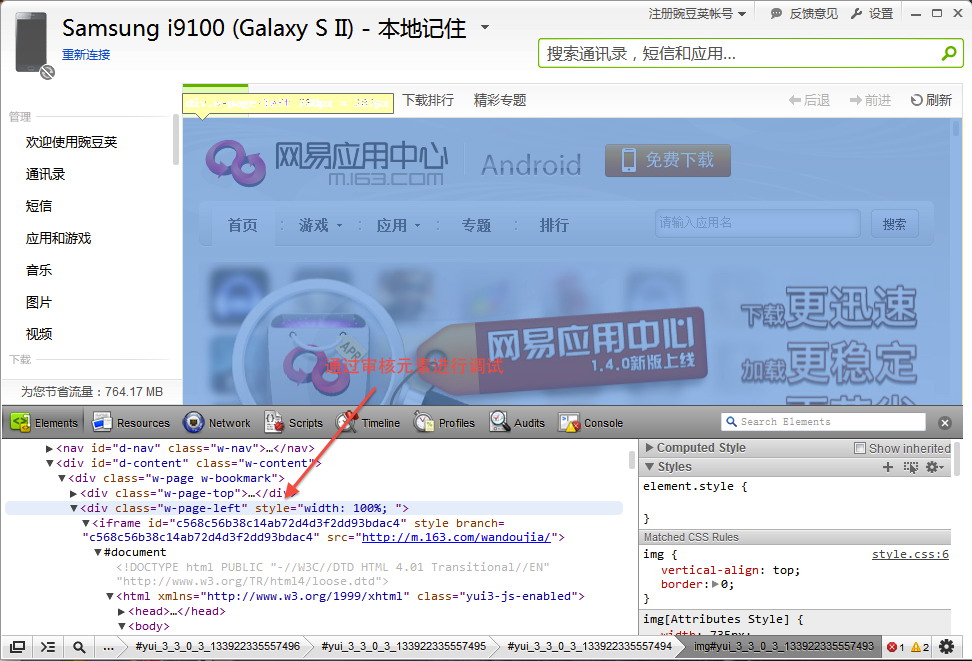 Samsung i9100 (Galaxy S II) - 本地记住
注册豌豆荚帐号
反馈意见
设置
重新连接
搜索通讯录，短信和应用...
下载排行
精彩专题
后退
前进
刷新
管理
欢迎使用豌豆荚
通讯录
短信
应用和游戏
音乐
图片
视频
下载
为您节省流量：764.17 MB
网易应用中心
m.163.com
Android
免费下载
首页 : 游戏 : 应用 : 专题 : 排行
请输入应用名
搜索
网易应用中心
1.4.0新版上线
下载更迅速
加载更稳定
通过审核元素进行调试
Elements Resources Network Scripts Timeline Profiles Audits Console
Search Elements
<nav id="d-nav" class="w-nav">…</nav>
<div id="d-content" class="w-content">
<div class="w-page w-bookmark">
<div class="w-page-top">…</div>
<div class="w-page-left" style="width: 100%; ">
<iframe id="c568c56b38c14ab72d4d3f2dd93bdac4" style branch=
"c568c56b38c14ab72d4d3f2dd93bdac4" src="http://m.163.com/wandoujia/">
#document
<!DOCTYPE html PUBLIC "-//W3C//DTD HTML 4.01 Transitional//EN"
"http://www.w3.org/TR/html4/loose.dtd">
<html xmlns="http://www.w3.org/1999/xhtml" class="yui3-js-enabled">
<head>…</head>
<body>
Computed Style
Show inherited
Styles
element.style {
}
Matched CSS Rules
img {
style.css:6
vertical-align: top;
border:0;
}
img[Attributes Style] {
width: 735px;
...
#yui_3_3_0_3_133922335557496
#yui_3_3_0_3_133922335557495
#yui_3_3_0_3_133922335557494
img#yui_3_3_0_3_133922335557493
1
2